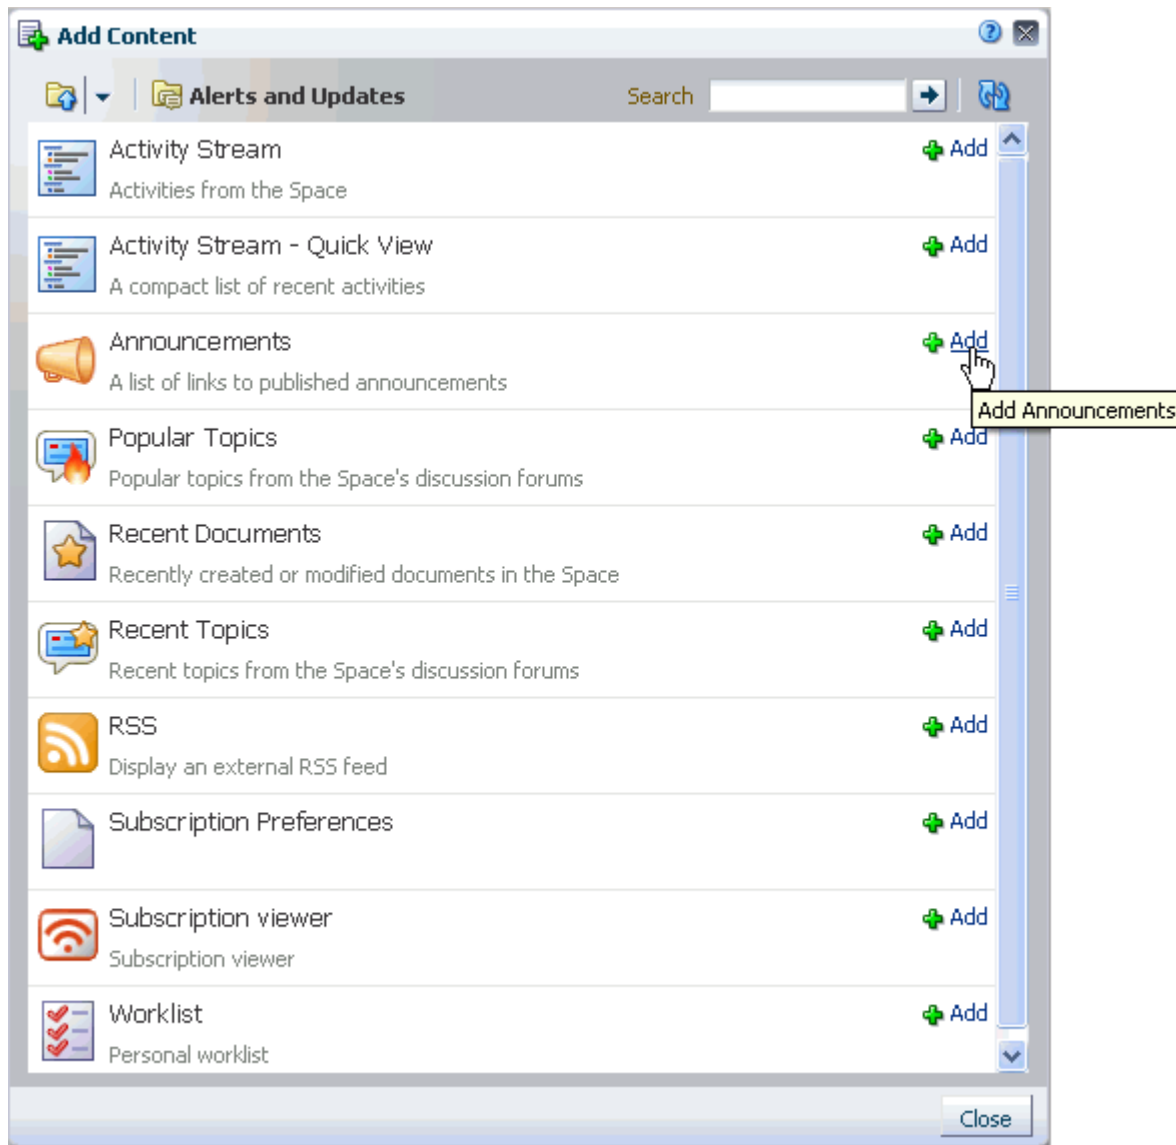 Add Content
Alerts and Updates Search
Activity Stream Add
Activities from the Space
Activity Stream - Quick View Add
A compact list of recent activities
Announcements Add
A list of links to published announcements
Add Announcements
Popular Topics Add
Popular topics from the Space's discussion forums
Recent Documents Add
Recently created or modified documents in the Space
Recent Topics Add
Recent topics from the Space's discussion forums
RSS Add
Display an external RSS feed
Subscription Preferences Add
Subscription viewer Add
Subscription viewer
Worklist Add
Personal worklist
Close